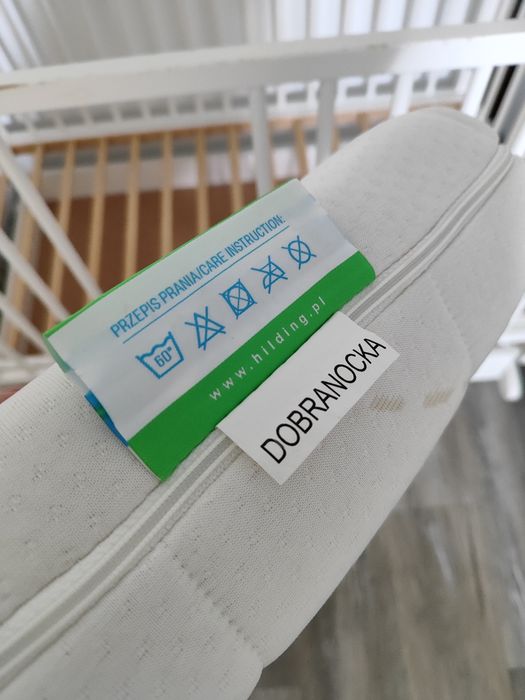 PRZEPIS PRANIA/CARE INSTRUCTION:
60°
www.hilding.pl
DOBRANOCKA